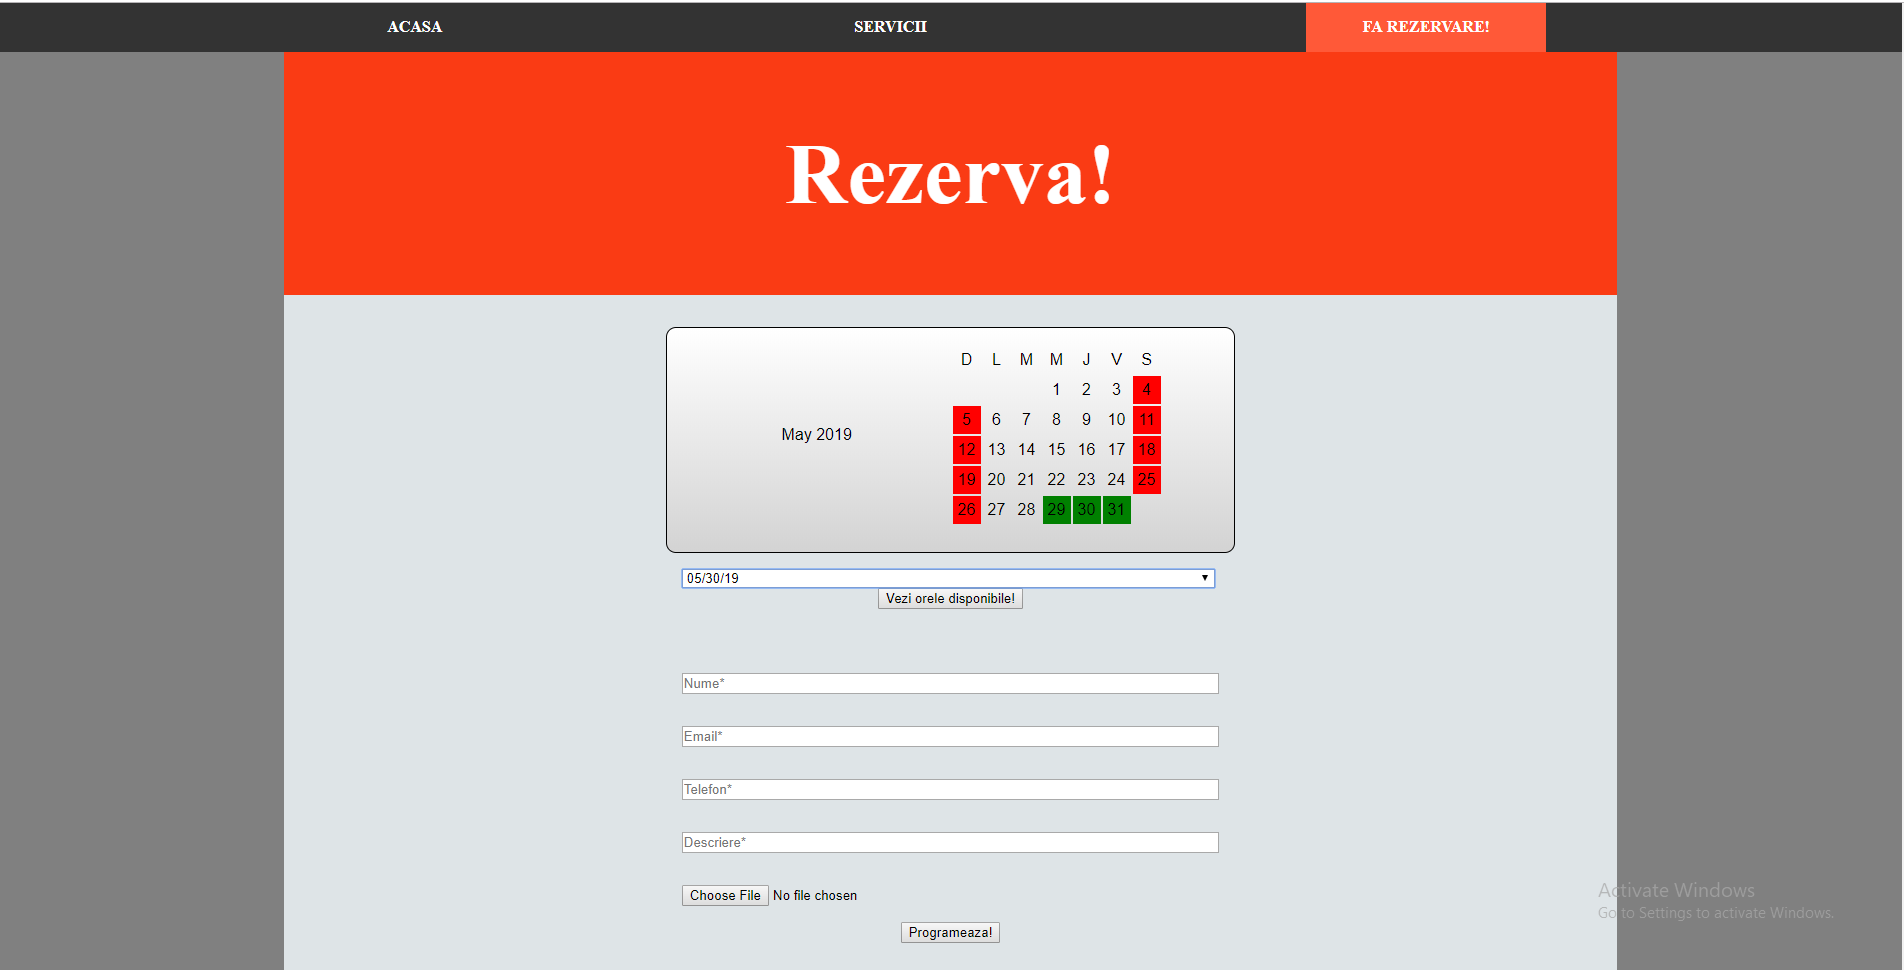 ACASA SERVICII FA REZERVARE!
Rezerva!
D L M M J V S
1 2 3 4
5 6 7 8 9 10 11
May 2019
12 13 14 15 16 17 18
19 20 21 22 23 24 25
26 27 28 29 30 31
05/30/19
Vezi orele disponibile!
Nume*
Email*
Telefon*
Descriere*
Choose File No file chosen
Programeaza!
Activate Windows
Go to Settings to activate Windows.